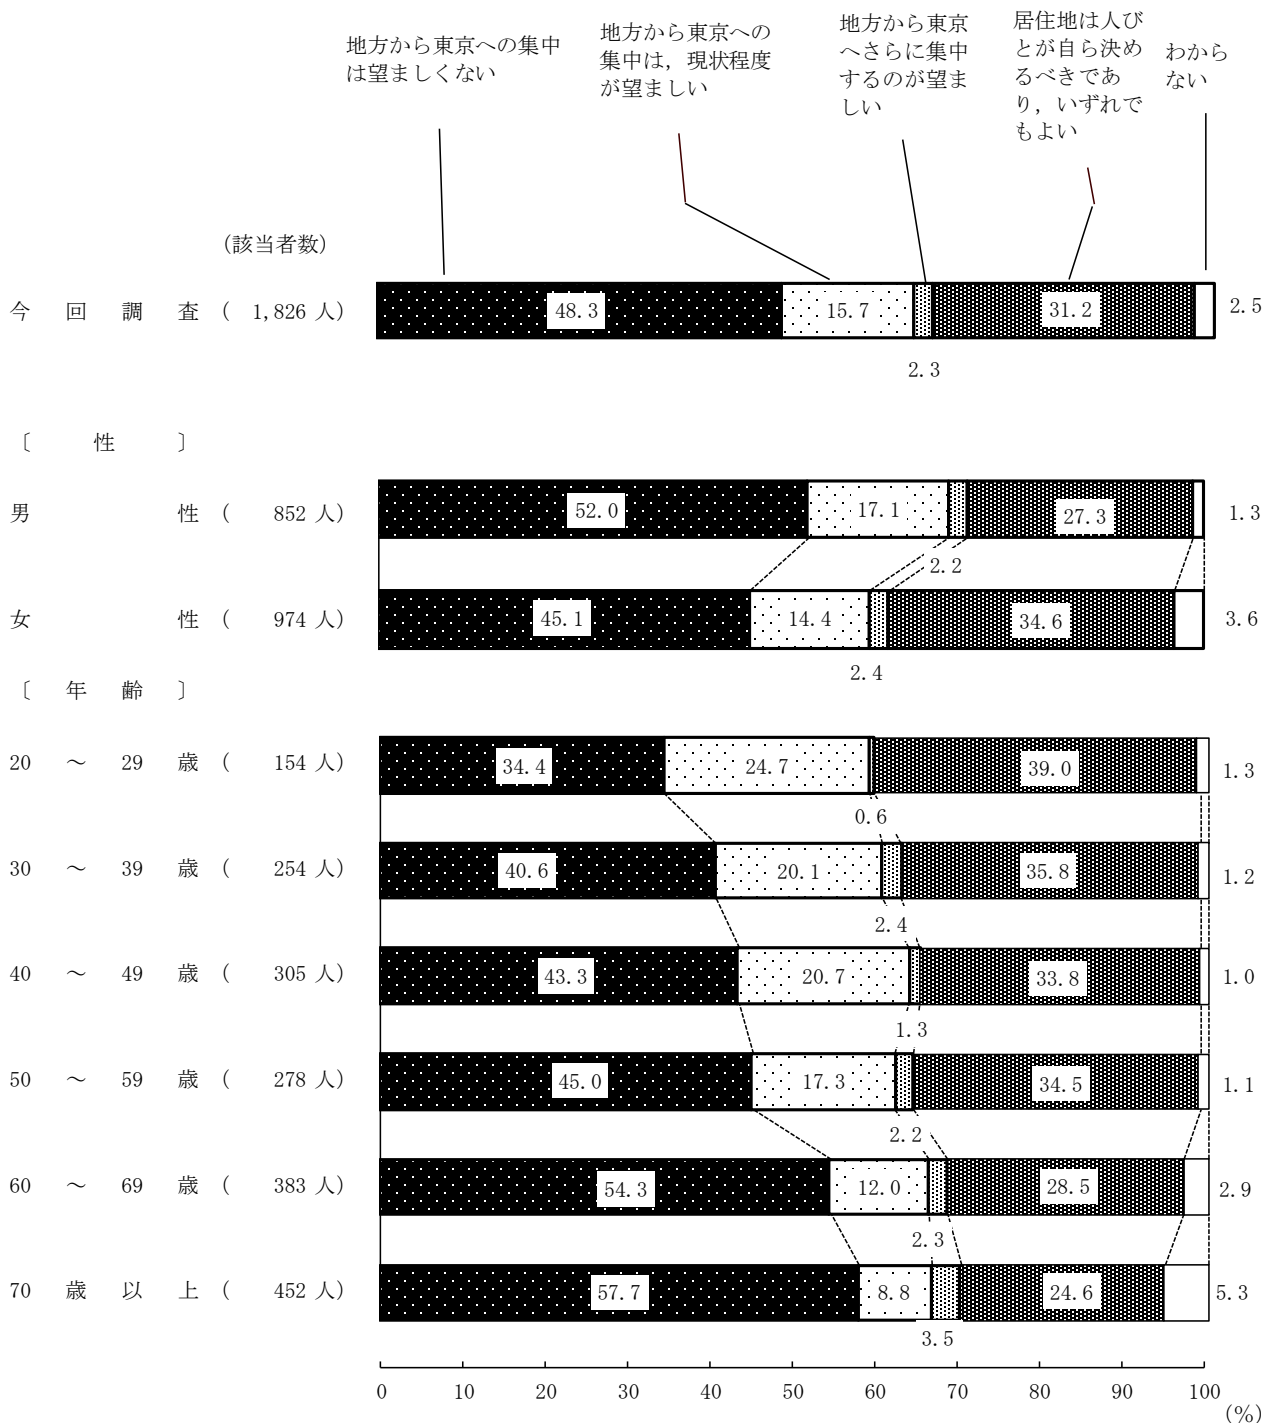 地方から東京への集中
は望ましくない
地方から東京への
集中は，現状程度
が望ましい
地方から東京
へさらに集中
するのが望ま
しい
居住地は人び
とが自ら決め
るべきであ
り，いずれで
もよい
わから
ない
（該当者数）
今回調査（ 1,826 人）
48.3
15.7
31.2
2.5
2.3
〔 性 〕
男 性（ 852 人）
52.0
17.1
27.3
1.3
2.2
女 性（ 974 人）
45.1
14.4
34.6
3.6
2.4
〔 年 齢 〕
20 ～ 29 歳（ 154 人）
34.4
24.7
39.0
1.3
0.6
30 ～ 39 歳（ 254 人）
40.6
20.1
35.8
1.2
2.4
40 ～ 49 歳（ 305 人）
43.3
20.7
33.8
1.0
1.3
50 ～ 59 歳（ 278 人）
45.0
17.3
34.5
1.1
2.2
60 ～ 69 歳（ 383 人）
54.3
12.0
28.5
2.9
2.3
70 歳 以 上（ 452 人）
57.7
8.8
24.6
5.3
3.5
0 10 20 30 40 50 60 70 80 90 100
（%）